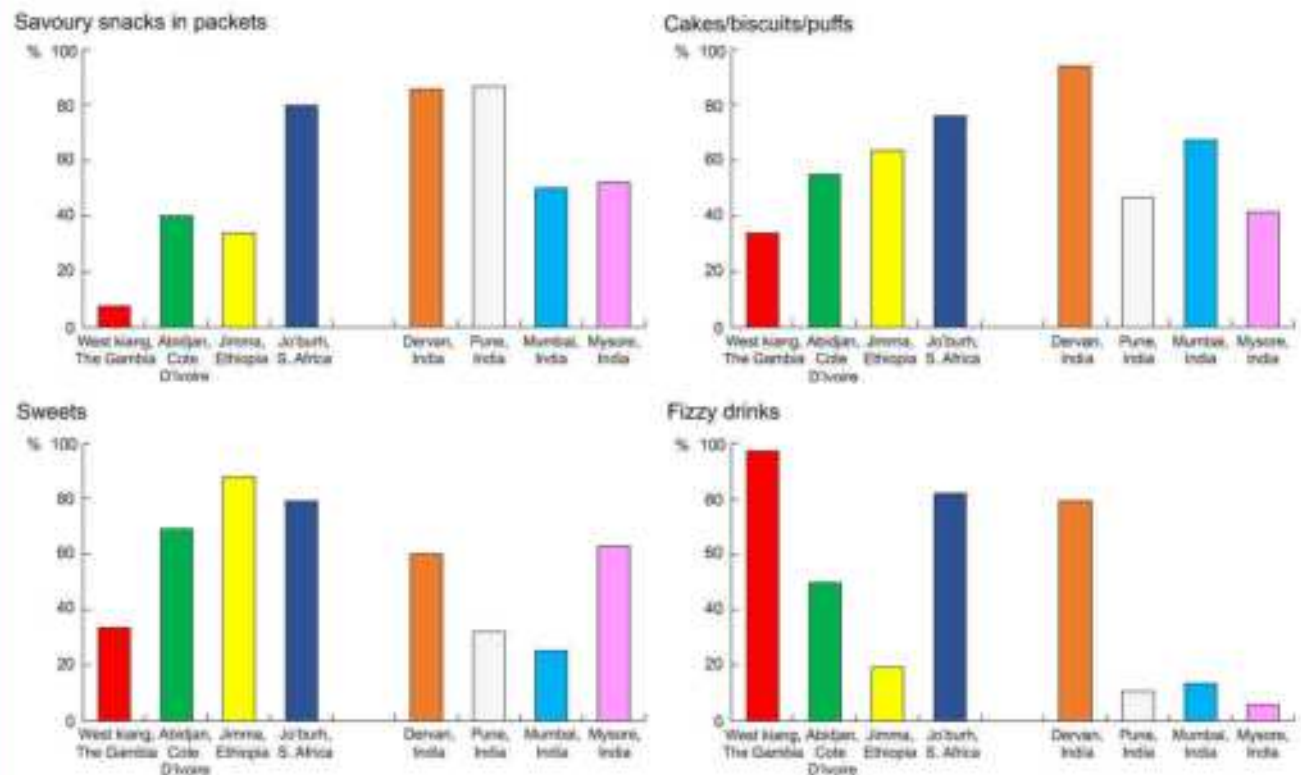 Savoury snacks in packets
% 100
80
60
40
20
0
West kiang, Abidjan, Jimma, Jo'burh, Dervan, Pune, Mumbai, Mysore,
The Gambia Cote Ethiopia S. Africa India India India India
D'Ivoire
Cakes/biscuits/puffs
% 100
80
60
40
20
0
West kiang, Abidjan, Jimma, Jo'burh, Dervan, Pune, Mumbai, Mysore,
The Gambia Cote Ethiopia S. Africa India India India India
D'Ivoire
Sweets
% 100
80
60
40
20
0
West kiang, Abidjan, Jimma, Jo'burh, Dervan, Pune, Mumbai, Mysore,
The Gambia Cote Ethiopia S. Africa India India India India
D'Ivoire
Fizzy drinks
% 100
80
60
40
20
0
West kiang, Abidjan, Jimma, Jo'burh, Dervan, Pune, Mumbai, Mysore,
The Gambia Cote Ethiopia S. Africa India India India India
D'Ivoire